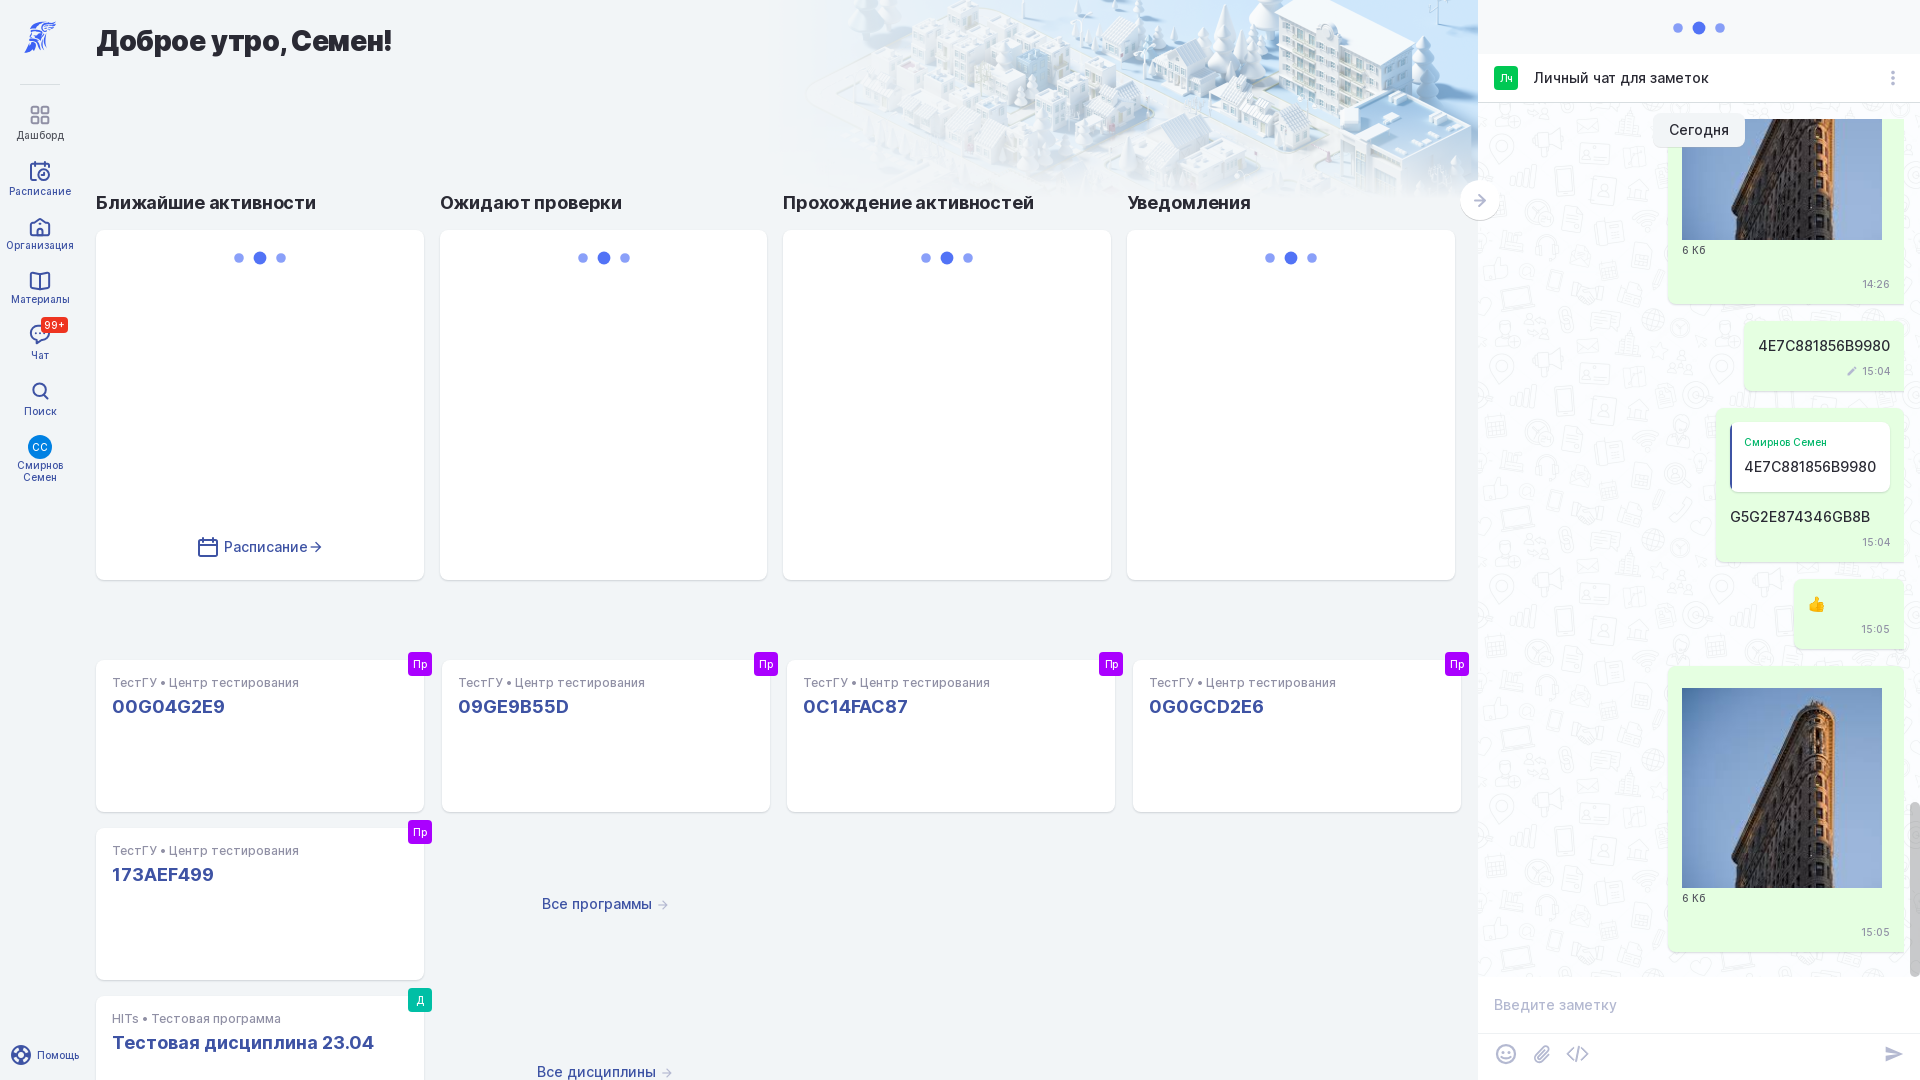 Доброе утро, Семен!
Дашборд
Расписание
Организация
Материалы
99+
Чат
Поиск
СС
Смирнов
Семен
Помощь
Ближайшие активности
Расписание
Ожидают проверки
Прохождение активностей
Уведомления
Пр
ТестГУ • Центр тестирования
00G04G2E9
Пр
ТестГУ • Центр тестирования
09GE9B55D
Пр
ТестГУ • Центр тестирования
0C14FAC87
Пр
ТестГУ • Центр тестирования
0G0GCD2E6
Пр
ТестГУ • Центр тестирования
173AEF499
Все программы
Д
HITs • Тестовая программа
Тестовая дисциплина 23.04
Все дисциплины
Лч
Личный чат для заметок
Сегодня
6 Кб
14:26
4E7C881856B9980
15:04
Смирнов Семен
4E7C881856B9980
G5G2E874346GB8B
15:04
👍
15:05
6 Кб
15:05
Введите заметку